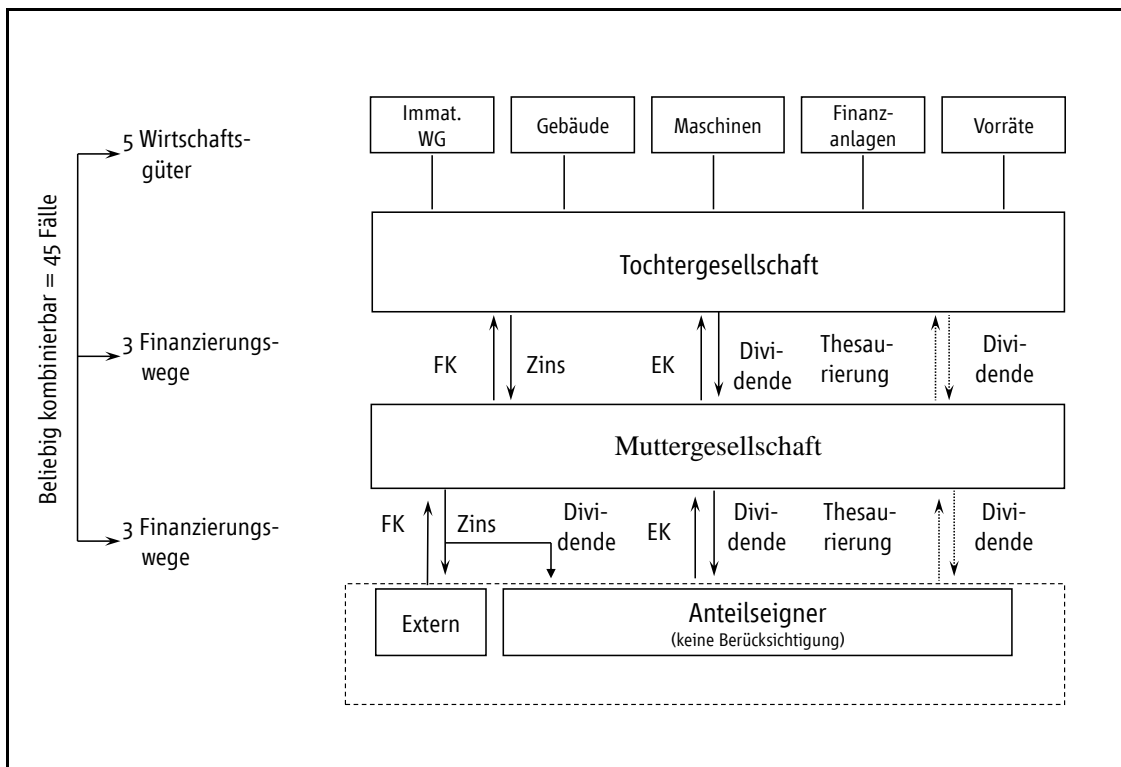 Immat.
WG
Gebäude
Maschinen
Finanz-
anlagen
Vorräte
5 Wirtschafts-
güter
Beliebig kombinierbar = 45 Fälle
Tochtergesellschaft
3 Finanzierungs-
wege
FK
Zins
EK
Divi-
dende
Thesau-
rierung
Divi-
dende
Muttergesellschaft
3 Finanzierungs-
wege
FK
Zins
Divi-
dende
EK
Divi-
dende
Thesau-
rierung
Divi-
dende
Extern
Anteilseigner
(keine Berücksichtigung)